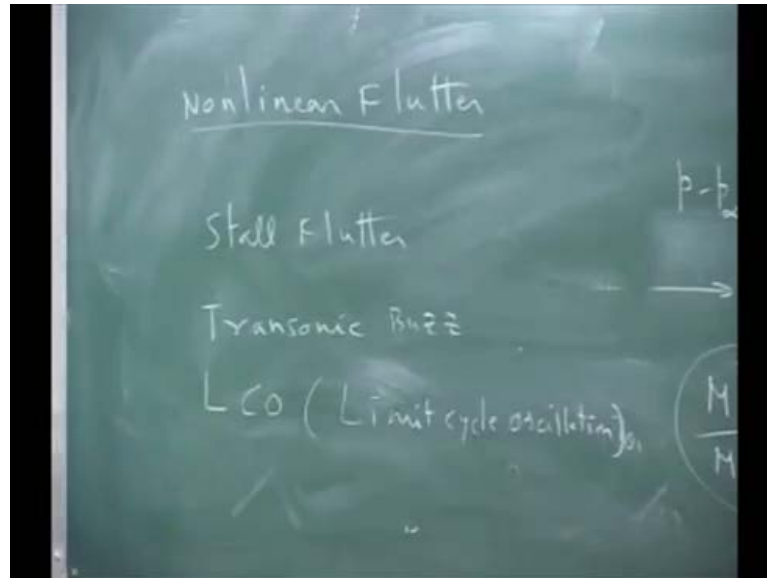 Nonlinear Flutter
p-p∞
Stall Flutter
Transonic Buzz
LCO (Limit cycle oscillation)
M
M